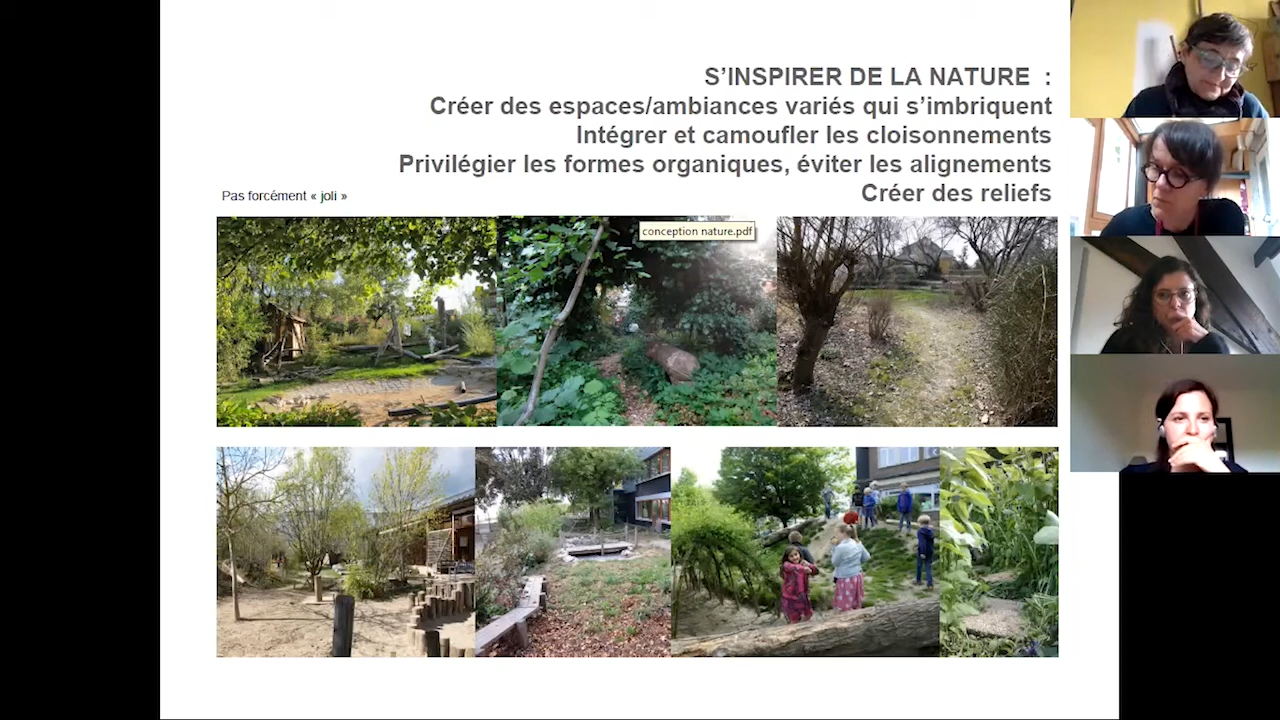 S’INSPIRER DE LA NATURE :
Créer des espaces/ambiances variés qui s’imbriquent
Intégrer et camoufler les cloisonnements
Privilégier les formes organiques, éviter les alignements
Créer des reliefs
Pas forcément « joli »
conception nature.pdf